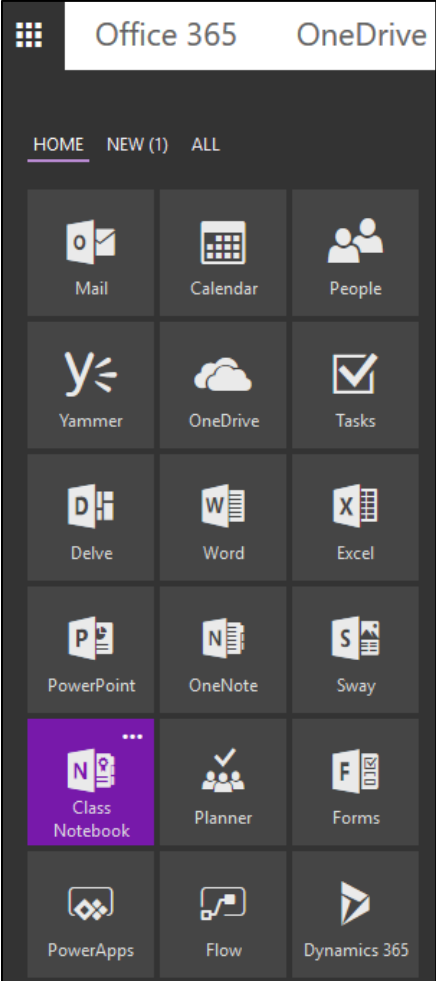 Office 365 OneDrive
HOME NEW (1) ALL
Mail Calendar People
Yammer OneDrive Tasks
Delve Word Excel
PowerPoint OneNote Sway
Class
Notebook Planner Forms
PowerApps Flow Dynamics 365